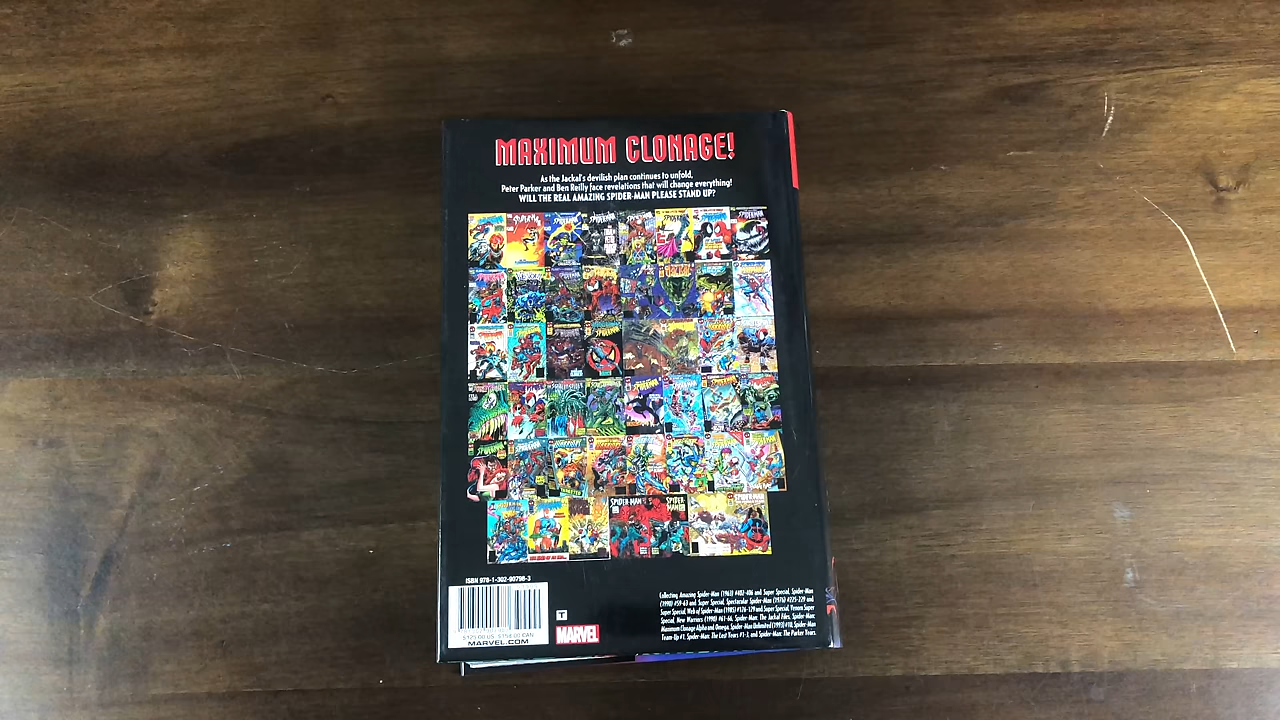 MAXIMUM CLONAGE!
As the Jackal's devilish plan continues to unfold,
Peter Parker and Ben Reilly face revelations that will change everything!
WILL THE REAL AMAZING SPIDER-MAN PLEASE STAND UP?
ISBN 978-1-302-90798-3
$125.00 US $158.00 CAN
MARVEL.COM
T
MARVEL
Collecting Amazing Spider-Man (1963) #402-406 and Super Special, Spider-Man
(1990) #59-63 and Super Special, Spectacular Spider-Man (1976) #225-229 and
Super Special, Web of Spider-Man (1985) #126-129 and Super Special, Venom Super
Special, New Warriors (1990) #61-66, Spider-Man: The Jackal Files, Spider-Man:
Maximum Clonage Alpha and Omega, Spider-Man Unlimited (1993) #10, Spider-Man
Team-Up #1, Spider-Man: The Lost Years #1-3, and Spider-Man: The Parker Years.